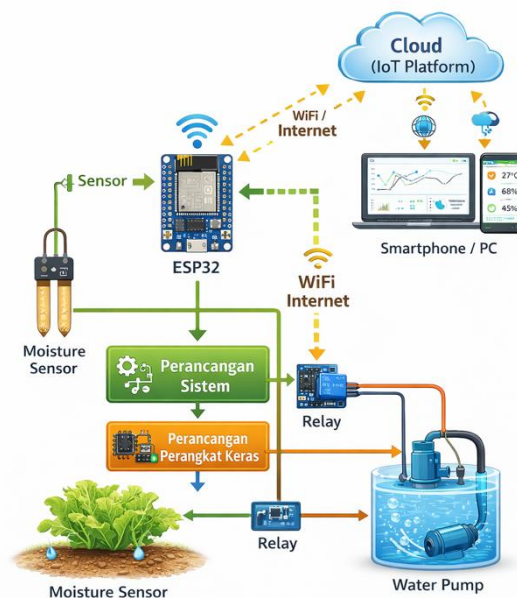 Cloud
(IoT Platform)
WiFi /
Internet
Sensor
ESP32
Smartphone / PC
27°C
68%
45%
WiFi
Internet
Moisture
Sensor
Perancangan
Sistem
Relay
Perancangan
Perangkat Keras
Relay
Moisture Sensor
Water Pump